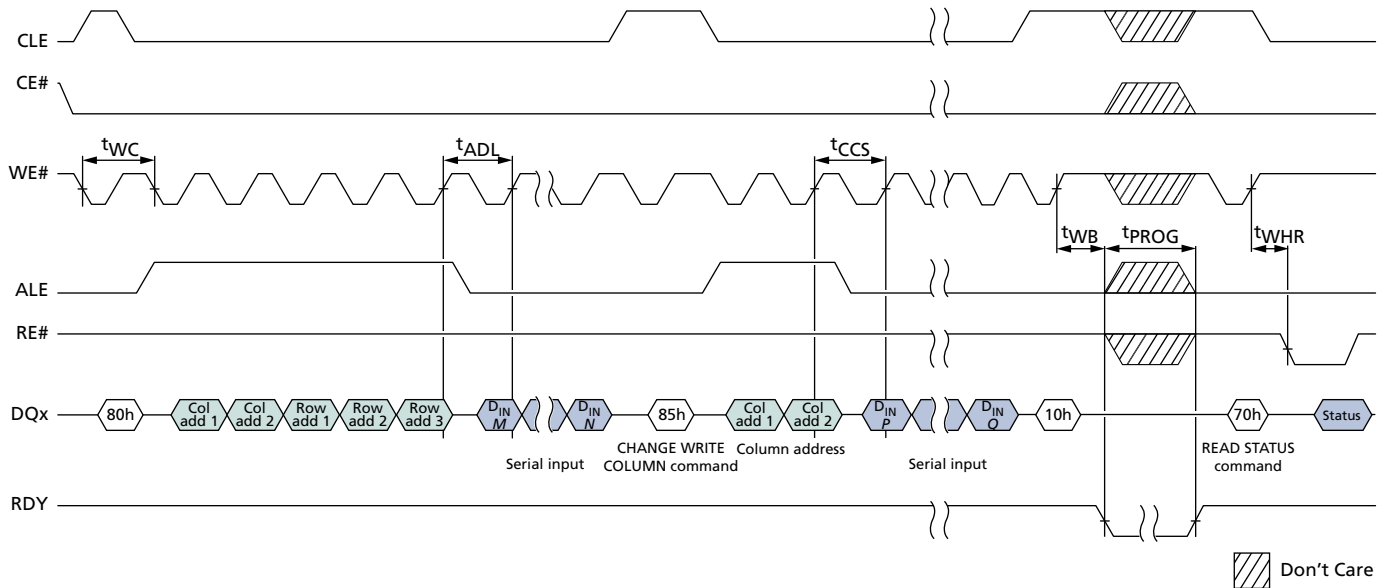 CLE
CE#
tWC
tADL
tCCS
WE#
tWB
tPROG
tWHR
ALE
RE#
DQx
80h
Col add 1
Col add 2
Row add 1
Row add 2
Row add 3
DIN M
DIN N
85h
Col add 1
Col add 2
DIN P
DIN Q
10h
70h
Status
Serial input
CHANGE WRITE
COLUMN command
Column address
Serial input
READ STATUS
command
RDY
Don't Care